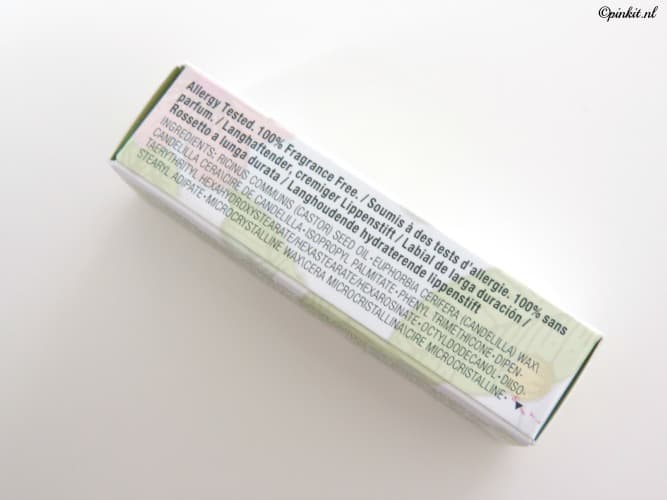 ©pinkit.nl
Allergy Tested. 100% Fragrance Free. / Soumis à des tests d'allergie. 100% sans
parfum. / Langhaftender, cremiger Lippenstift / Labial de larga duración /
Rossetto a lunga durata / Langhoudende hydraterende lippenstift
INGREDIENTS: RICINUS COMMUNIS (CASTOR) SEED OIL • EUPHORBIA CERIFERA (CANDELILLA) WAX\
CANDELILLA CERA\CIRE DE CANDELILLA • ISOPROPYL PALMITATE • PHENYL TRIMETHICONE • DIPEN-
TAERYTHRITYL HEXAHYDROXYSTEARATE/HEXASTEARATE/HEXAROSINATE • OCTYLDODECANOL • DIISO-
STEARYL ADIPATE • MICROCRYSTALLINE WAX\CERA MICROCRISTALLINA\CIRE MICROCRISTALLINE •